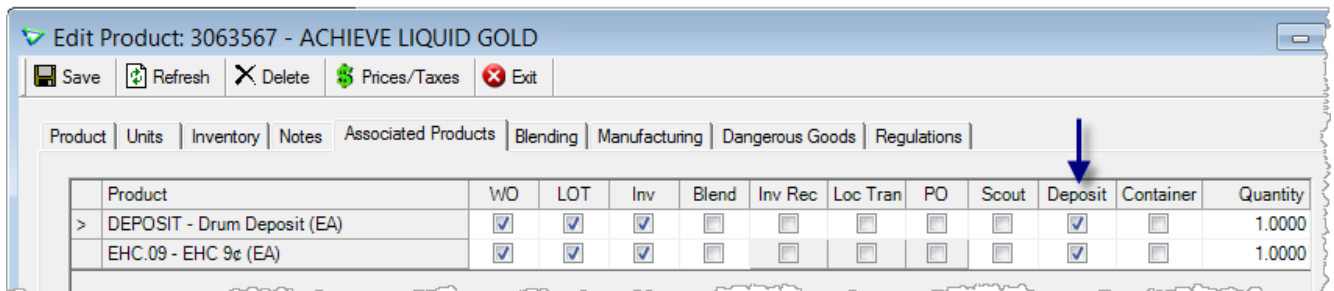 Edit Product: 3063567 - ACHIEVE LIQUID GOLD
Save Refresh Delete Prices/Taxes Exit
Product Units Inventory Notes Associated Products Blending Manufacturing Dangerous Goods Regulations
Product WO LOT Inv Blend Inv Rec Loc Tran PO Scout Deposit Container Quantity
> DEPOSIT - Drum Deposit (EA) 1.0000
EHC.09 - EHC 9¢ (EA) 1.0000